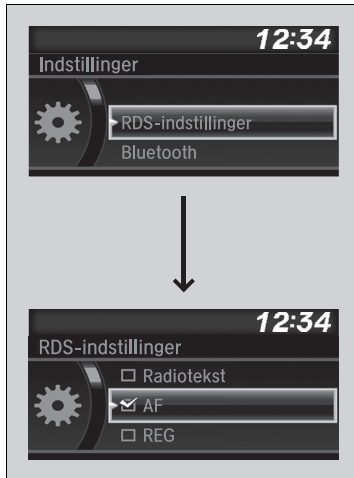 12:34
Indstillinger
RDS-indstillinger
Bluetooth
12:34
RDS-indstillinger
Radiotekst
AF
REG